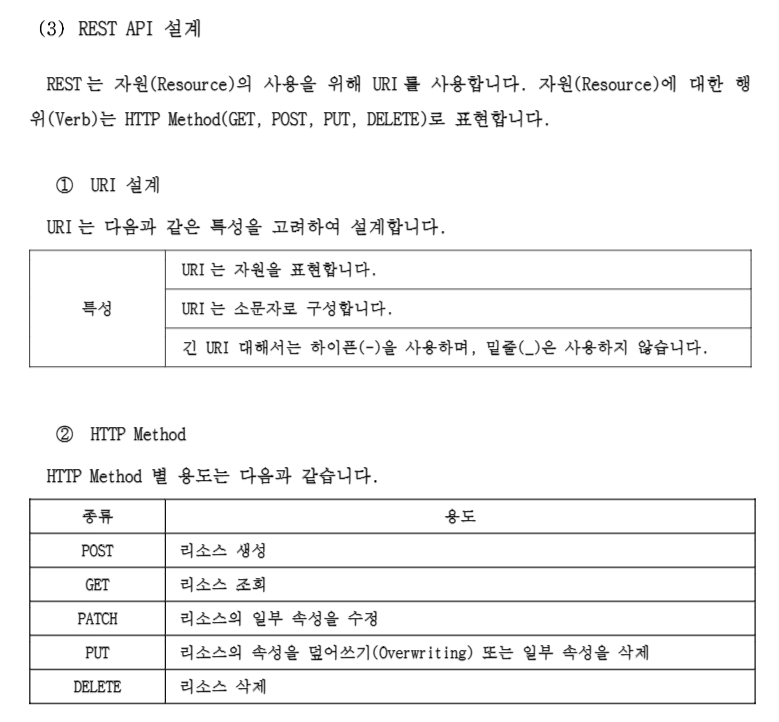 (3) REST API 설계
REST는 자원(Resource)의 사용을 위해 URI를 사용합니다. 자원(Resource)에 대한 행
위(Verb)는 HTTP Method(GET, POST, PUT, DELETE)로 표현합니다.
① URI 설계
URI는 다음과 같은 특성을 고려하여 설계합니다.
특성
URI는 자원을 표현합니다.
URI는 소문자로 구성합니다.
긴 URI 대해서는 하이픈(-)을 사용하며, 밑줄(_)은 사용하지 않습니다.
② HTTP Method
HTTP Method 별 용도는 다음과 같습니다.
종류 용도
POST 리소스 생성
GET 리소스 조회
PATCH 리소스의 일부 속성을 수정
PUT 리소스의 속성을 덮어쓰기(Overwriting) 또는 일부 속성을 삭제
DELETE 리소스 삭제